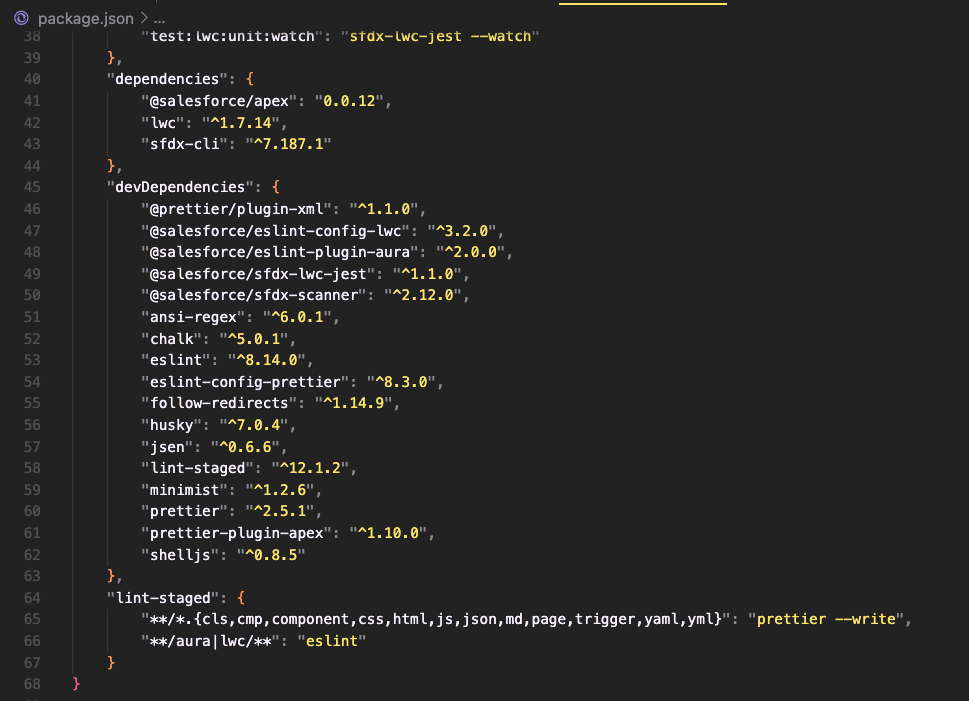 package.json > ...
38 "test:lwc:unit:watch": "sfdx-lwc-jest --watch"
39 },
40 "dependencies": {
41 "@salesforce/apex": "0.0.12",
42 "lwc": "^1.7.14",
43 "sfdx-cli": "^7.187.1"
44 },
45 "devDependencies": {
46 "@prettier/plugin-xml": "^1.1.0",
47 "@salesforce/eslint-config-lwc": "^3.2.0",
48 "@salesforce/eslint-plugin-aura": "^2.0.0",
49 "@salesforce/sfdx-lwc-jest": "^1.1.0",
50 "@salesforce/sfdx-scanner": "^2.12.0",
51 "ansi-regex": "^6.0.1",
52 "chalk": "^5.0.1",
53 "eslint": "^8.14.0",
54 "eslint-config-prettier": "^8.3.0",
55 "follow-redirects": "^1.14.9",
56 "husky": "^7.0.4",
57 "jsen": "^0.6.6",
58 "lint-staged": "^12.1.2",
59 "minimist": "^1.2.6",
60 "prettier": "^2.5.1",
61 "prettier-plugin-apex": "^1.10.0",
62 "shelljs": "^0.8.5"
63 },
64 "lint-staged": {
65 "**/*.{cls,cmp,component,css,html,js,json,md,page,trigger,yaml,yml}": "prettier --write",
66 "**/aura|lwc/**": "eslint"
67 }
68 }